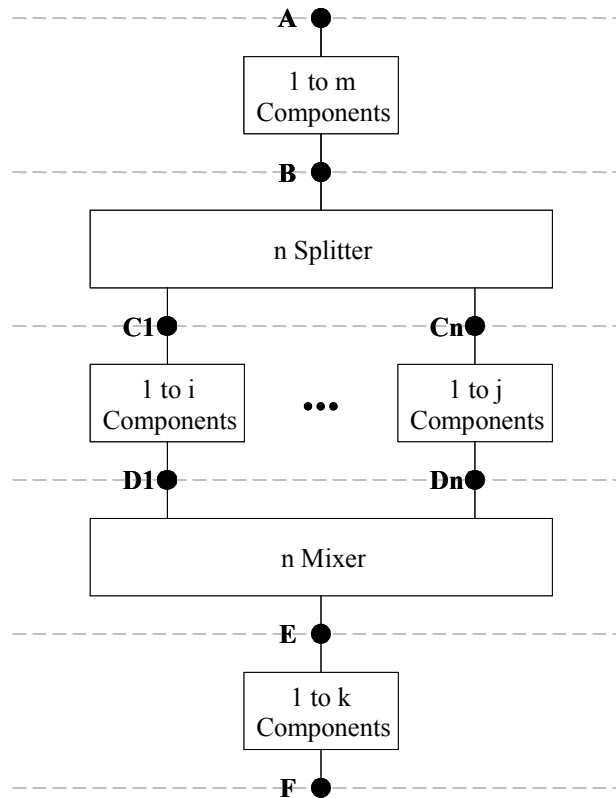 A
1 to m
Components
B
n Splitter
C1
Cn
1 to i
Components
1 to j
Components
D1
Dn
n Mixer
E
1 to k
Components
F